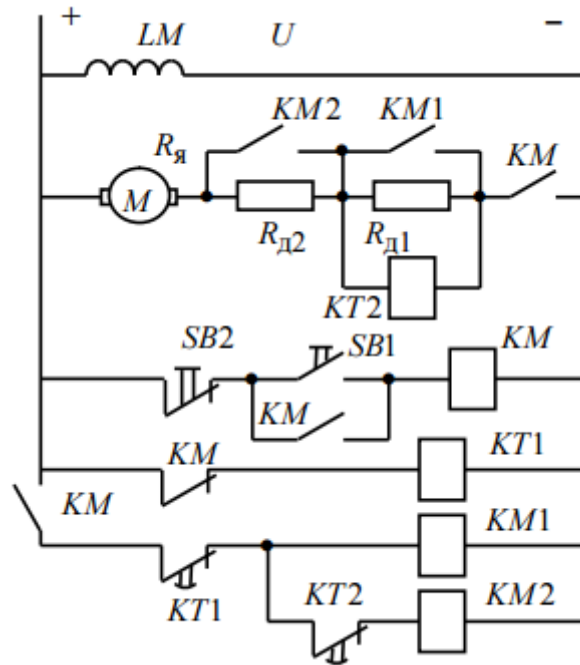 + LM U –
KM2 KM1
Rя KM
M
Rд2 Rд1
KT2
SB2 SB1 KM
KM
KM KT1
KM KM1
KT1 KT2 KM2